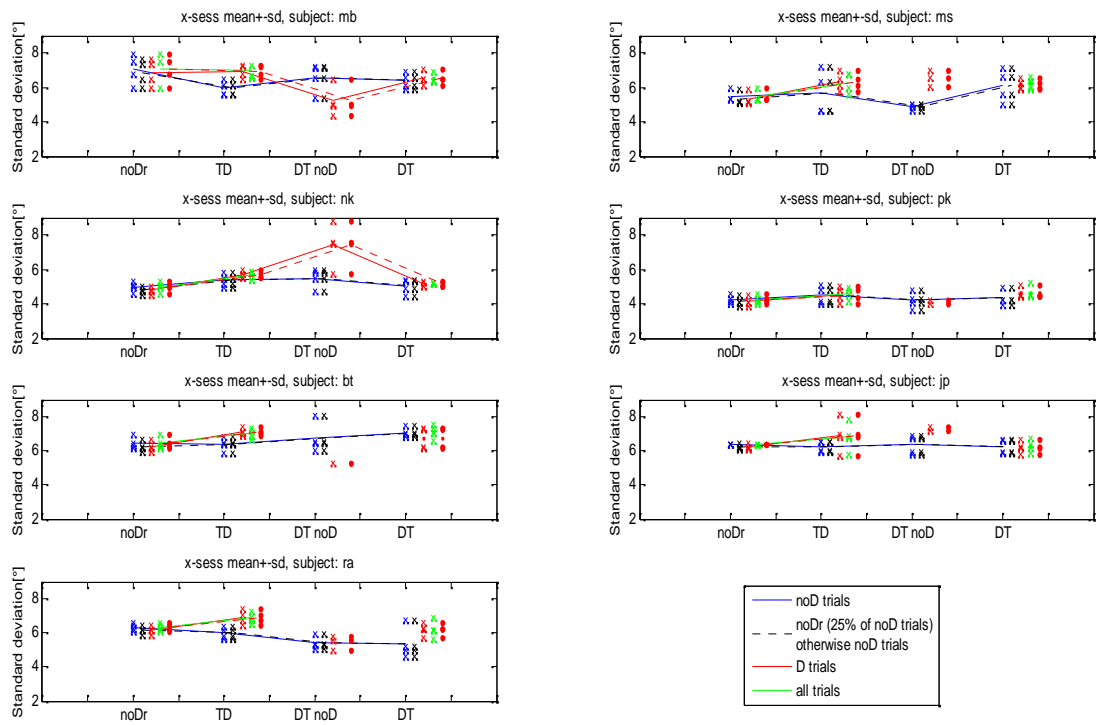 x-sess mean+-sd, subject: mb
Standard deviation[°]
8
6
4
2
noDr TD DT noD DT
x-sess mean+-sd, subject: ms
Standard deviation[°]
8
6
4
2
noDr TD DT noD DT
x-sess mean+-sd, subject: nk
Standard deviation[°]
8
6
4
2
noDr TD DT noD DT
x-sess mean+-sd, subject: pk
Standard deviation[°]
8
6
4
2
noDr TD DT noD DT
x-sess mean+-sd, subject: bt
Standard deviation[°]
8
6
4
2
noDr TD DT noD DT
x-sess mean+-sd, subject: jp
Standard deviation[°]
8
6
4
2
noDr TD DT noD DT
x-sess mean+-sd, subject: ra
Standard deviation[°]
8
6
4
2
noDr TD DT noD DT
noD trials
noDr (25% of noD trials)
otherwise noD trials
D trials
all trials